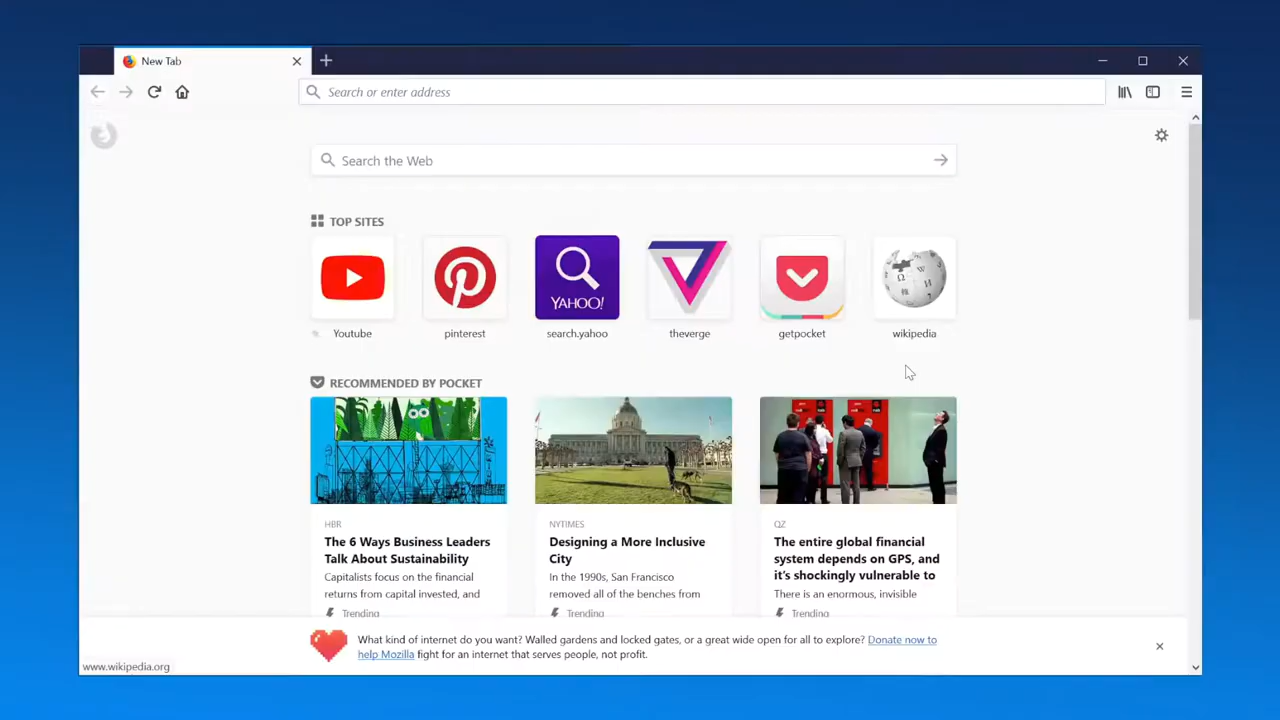 New Tab
Search or enter address
Search the Web
TOP SITES
YAHOO!
Youtube
pinterest
search.yahoo
theverge
getpocket
wikipedia
RECOMMENDED BY POCKET
HBR
The 6 Ways Business Leaders
Talk About Sustainability
Capitalists focus on the financial
returns from capital invested, and
Trending
NYTIMES
Designing a More Inclusive
City
In the 1990s, San Francisco
removed all of the benches from
Trending
QZ
The entire global financial
system depends on GPS, and
it's shockingly vulnerable to
There is an enormous, invisible
Trending
What kind of internet do you want? Walled gardens and locked gates, or a great wide open for all to explore? Donate now to
help Mozilla fight for an internet that serves people, not profit.
www.wikipedia.org